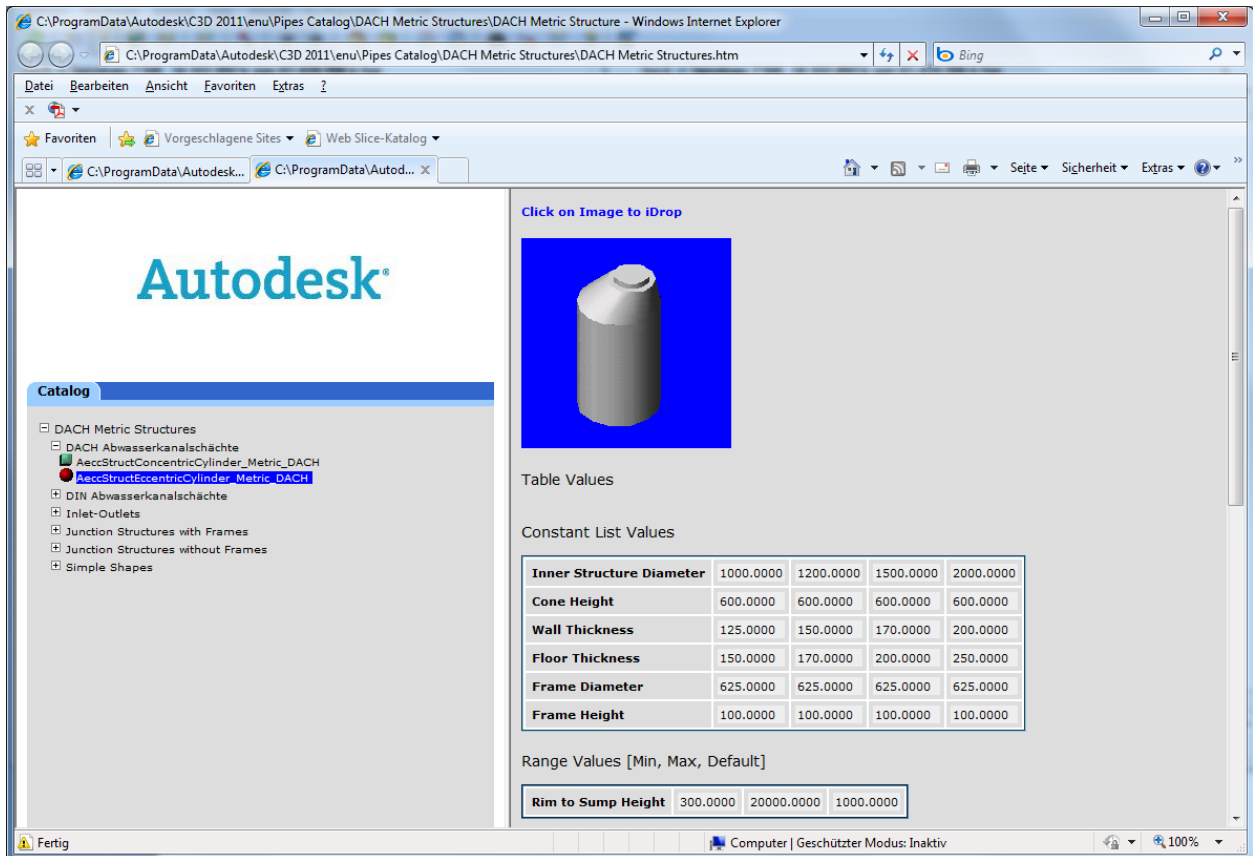 C:\ProgramData\Autodesk\C3D 2011\enu\Pipes Catalog\DACH Metric Structures\DACH Metric Structure - Windows Internet Explorer
C:\ProgramData\Autodesk\C3D 2011\enu\Pipes Catalog\DACH Metric Structures\DACH Metric Structures.htm
Bing
Datei Bearbeiten Ansicht Favoriten Extras ?
x
Favoriten Vorgeschlagene Sites Web Slice-Katalog
C:\ProgramData\Autodesk... C:\ProgramData\Autod... X
Seite Sicherheit Extras
Autodesk®
Catalog
DACH Metric Structures
DACH Abwasserkanalschächte
AeccStructConcentricCylinder_Metric_DACH
AeccStructEccentricCylinder_Metric_DACH
DIN Abwasserkanalschächte
Inlet-Outlets
Junction Structures with Frames
Junction Structures without Frames
Simple Shapes
Click on Image to iDrop
Table Values
Constant List Values
Inner Structure Diameter 1000.0000 1200.0000 1500.0000 2000.0000
Cone Height 600.0000 600.0000 600.0000 600.0000
Wall Thickness 125.0000 150.0000 170.0000 200.0000
Floor Thickness 150.0000 170.0000 200.0000 250.0000
Frame Diameter 625.0000 625.0000 625.0000 625.0000
Frame Height 100.0000 100.0000 100.0000 100.0000
Range Values [Min, Max, Default]
Rim to Sump Height 300.0000 20000.0000 1000.0000
Fertig
Computer | Geschützter Modus: Inaktiv
100%